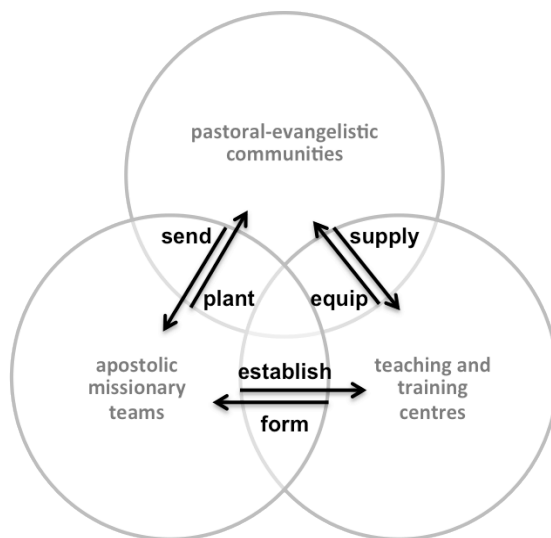 pastoral-evangelistic
communities
send
supply
plant
equip
apostolic
missionary
teams
establish
form
teaching and
training
centres